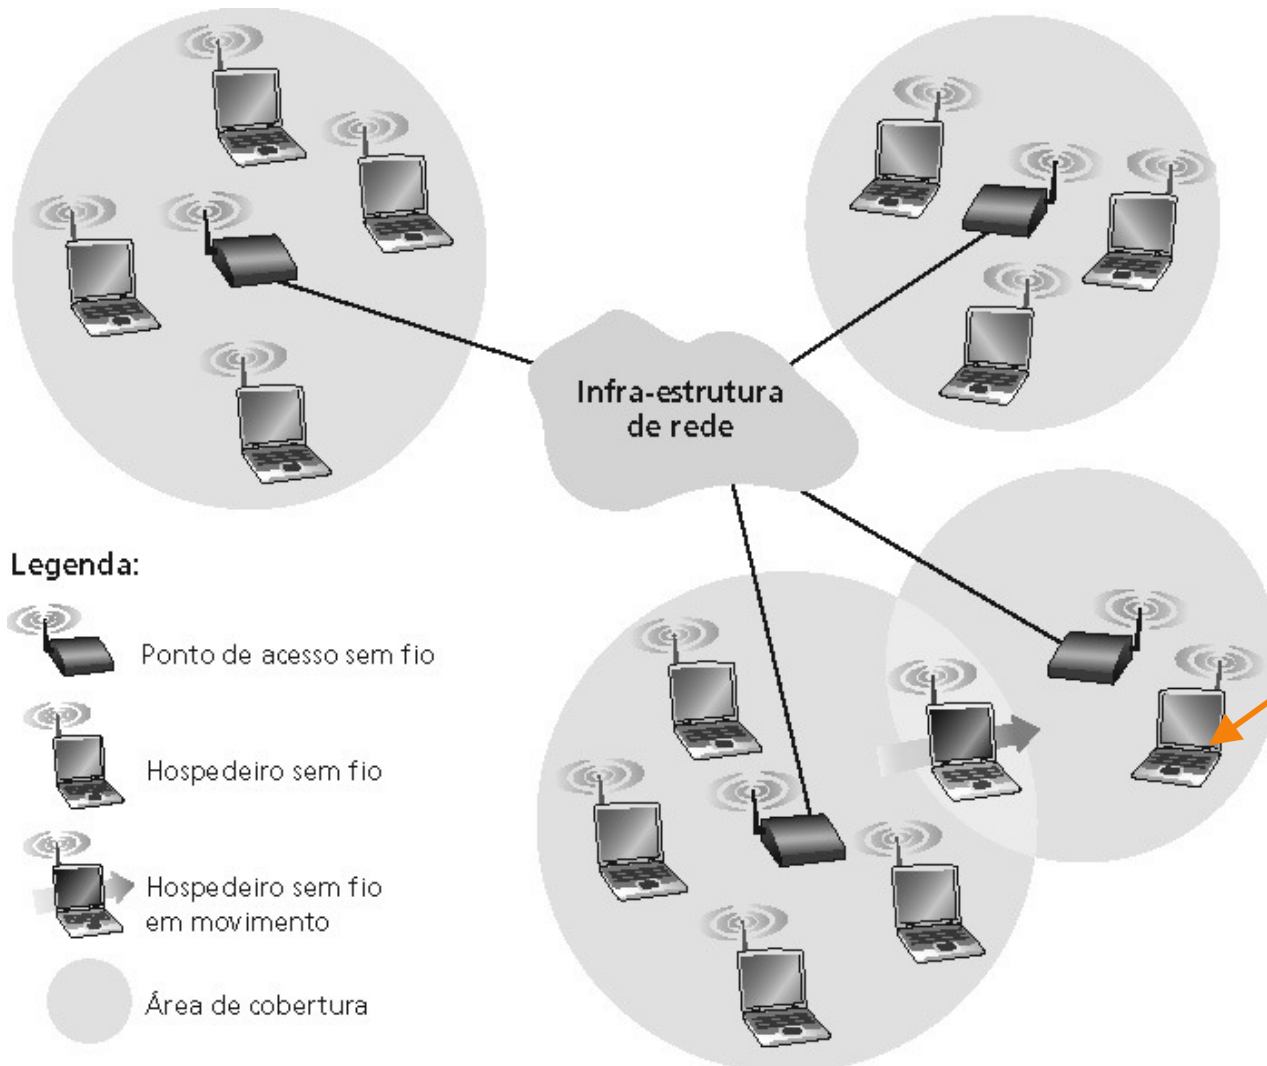 Infra-estrutura
de rede
Legenda:
Ponto de acesso sem fio
Hospedeiro sem fio
Hospedeiro sem fio
em movimento
Área de cobertura